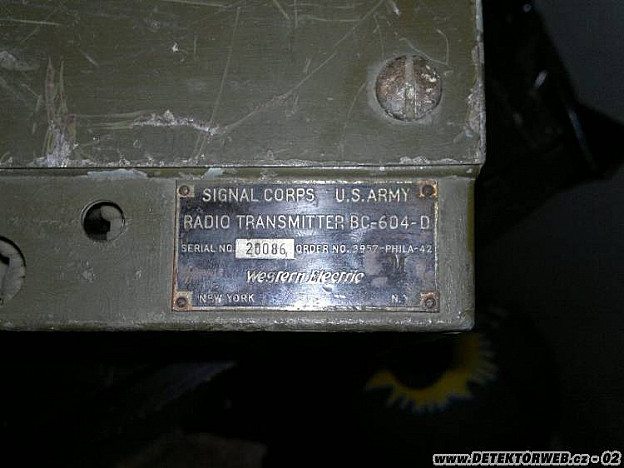 SIGNAL CORPS U.S. ARMY
RADIO TRANSMITTER BC-604-D
SERIAL NO. 20086 ORDER NO. 3957-PHILA-42
Western Electric
NEW YORK N.
www.DETEKTORWEB.cz - 02